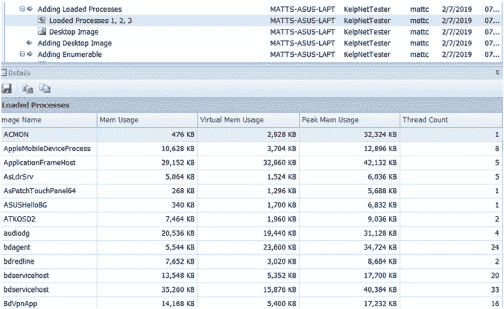 Adding Loaded Processes MATTS-ASUS-LAPT KelpNetTester mattc 2/7/2019 07...
Loaded Processes 1, 2, 3 MATTS-ASUS-LAPT KelpNetTester mattc 2/7/2019 07...
Desktop Image MATTS-ASUS-LAPT KelpNetTester mattc 2/7/2019 07...
Adding Desktop Image MATTS-ASUS-LAPT KelpNetTester mattc 2/7/2019 07...
Adding Enumerable MATTS-ASUS-LAPT KelpNetTester mattc 2/7/2019 07...
Details
Loaded Processes
mage Name Mem Usage Virtual Mem Usage Peak Mem Usage Thread Count
ACMON 476 KB 2,928 KB 32,324 KB 1
AppleMobileDeviceProcess 10,628 KB 3,704 KB 12,896 KB 8
ApplicationFrameHost 29,152 KB 32,960 KB 42,132 KB 5
AsLdrSrv 5,064 KB 1,524 KB 6,036 KB 5
AsPatchTouchPanel64 268 KB 1,296 KB 5,688 KB 1
ASUSHelloBG 340 KB 1,700 KB 6,832 KB 1
ATKOSD2 7,464 KB 1,960 KB 9,036 KB 2
audiodg 20,536 KB 19,440 KB 31,128 KB 4
bdagent 5,544 KB 23,600 KB 34,724 KB 24
bdredline 7,652 KB 3,020 KB 8,684 KB 2
bdservicehost 13,548 KB 5,352 KB 17,700 KB 20
bdservicehost 35,260 KB 15,876 KB 40,384 KB 33
BdVpnApp 14,168 KB 5,400 KB 17,232 KB 16